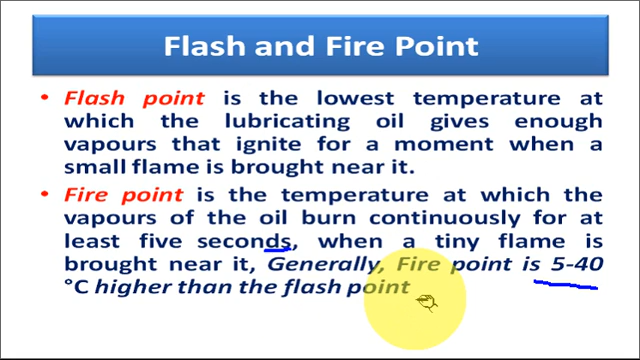 Flash and Fire Point
• Flash point is the lowest temperature at
which the lubricating oil gives enough
vapours that ignite for a moment when a
small flame is brought near it.
• Fire point is the temperature at which the
vapours of the oil burn continuously for at
least five seconds, when a tiny flame is
brought near it, Generally, Fire point is 5-40
°C higher than the flash point